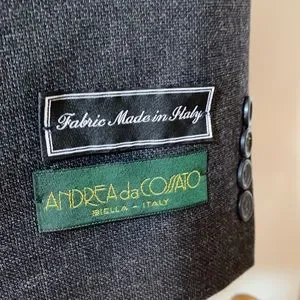 Fabric Made in Italy
ANDREA da COSSATO
BIELLA - ITALY